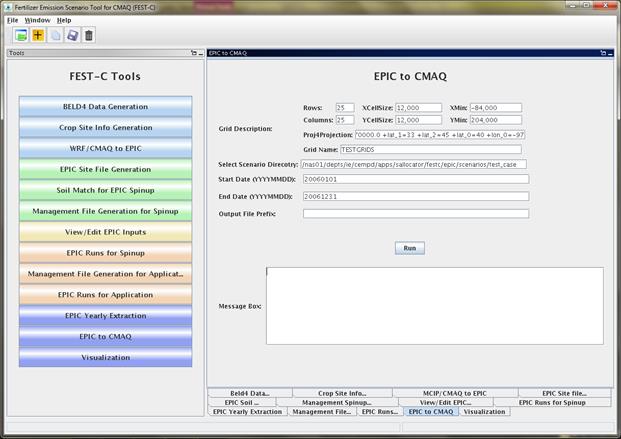 Fertilizer Emission Scenario Tool for CMAQ (FEST-C)
File Window Help
Tools
FEST-C Tools
BELD4 Data Generation
Crop Site Info Generation
WRF/CMAQ to EPIC
EPIC Site File Generation
Soil Match for EPIC Spinup
Management File Generation for Spinup
View/Edit EPIC Inputs
EPIC Runs for Spinup
Management File Generation for Applicat...
EPIC Runs for Application
EPIC Yearly Extraction
EPIC to CMAQ
Visualization
EPIC to CMAQ
EPIC to CMAQ
Grid Description:
Rows: 25 XCellSize: 12,000 XMin: -84,000
Columns: 25 YCellSize: 12,000 YMin: 204,000
Proj4Projection: '0000.0 +lat_1=33 +lat_2=45 +lat_0=40 +lon_0=-97
Grid Name: TESTGRIDS
Select Scenario Direcotry: /nas01/depts/ie/cempd/apps/sallocator/festc/epic/scenarios/test_case
Start Date (YYYYMMDD): 20060101
End Date (YYYYMMDD): 20061231
Output File Prefix:
Run
Message Box:
Beld4 Data... Crop Site Info... MCIP/CMAQ to EPIC EPIC Site file...
EPIC Soil ... Management Spinup... View/Edit EPIC... EPIC Runs for Spinup
EPIC Yearly Extraction Management File... EPIC Runs... EPIC to CMAQ Visualization